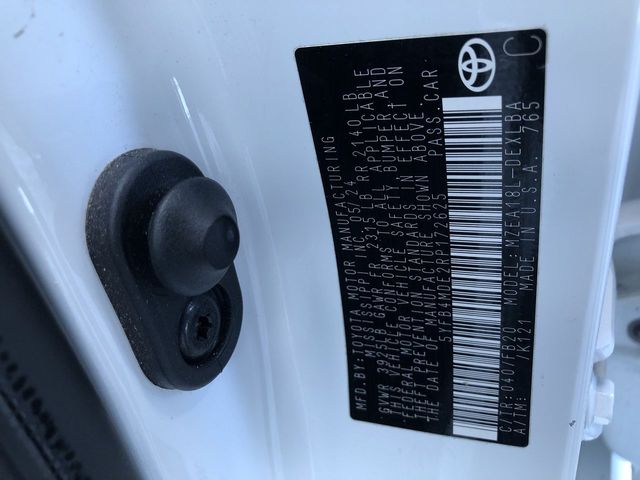 MFD.BY:TOYOTA MOTOR MANUFACTURING
MISSISSIPPI, INC.05/24
GAWR FR 2315 LB RR 2140 LB
THIS VEHICLE CONFORMS TO ALL APPLICABLE
FEDERAL MOTOR VEHICLE SAFETY, BUMPER, AND
THEFT PREVENTION STANDARDS IN EFFECT ON
THE DATE OF MANUFACTURE SHOWN ABOVE.
5YFB4MDE2RP172625 PASS.CAR
C/TR:040/FB20 MODEL:MZEA18L-DEXLBA
A/TM: /K121 MADE IN U.S.A. 765
C